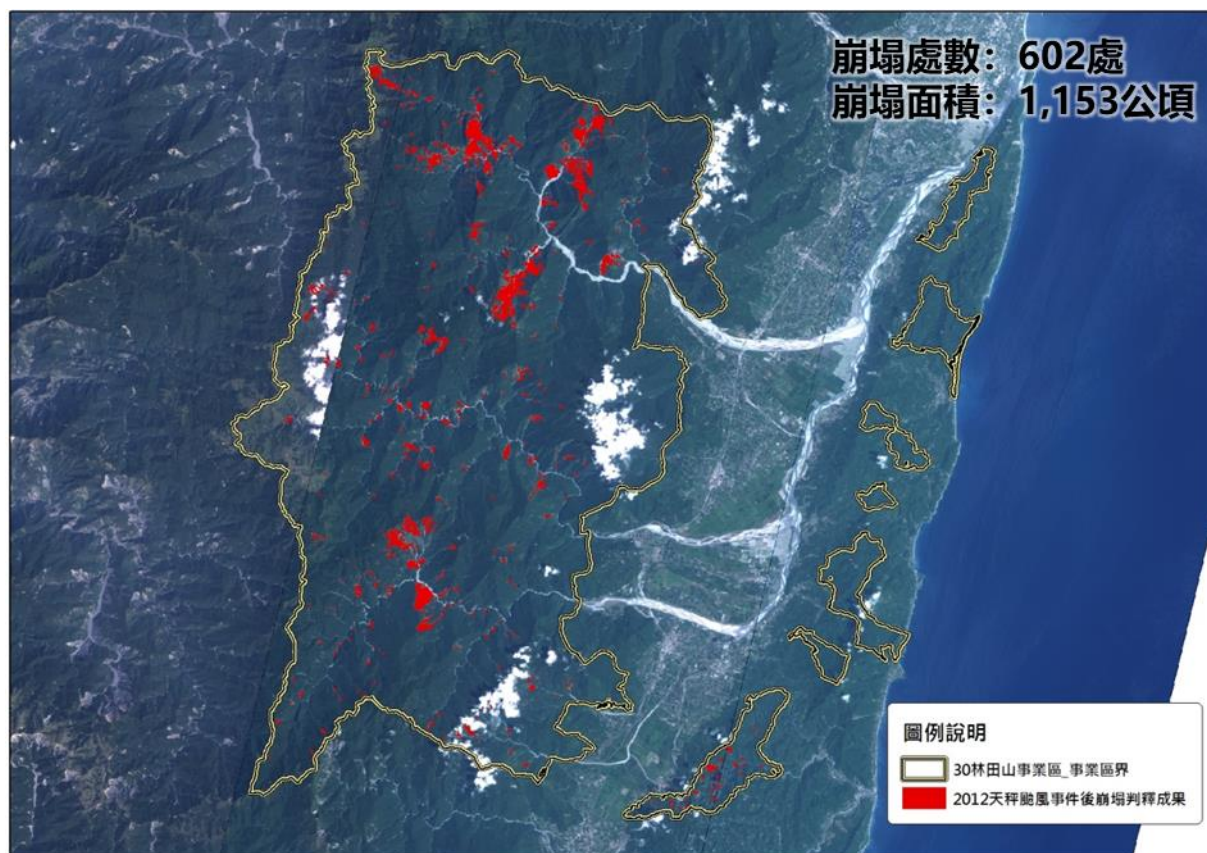 崩塌處數：602處
崩塌面積：1,153公頃
圖例說明
30林田山事業區_事業區界
2012天秤颱風事件後崩塌判釋成果